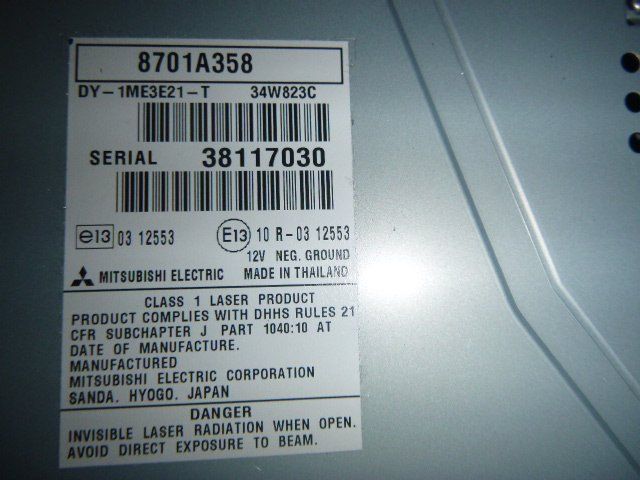 8701A358
DY-1ME3E21-T 34W823C
SERIAL 38117030
e13 03 12553 E13 10 R-03 12553
12V NEG. GROUND
MITSUBISHI ELECTRIC MADE IN THAILAND
CLASS 1 LASER PRODUCT
PRODUCT COMPLIES WITH DHHS RULES 21
CFR SUBCHAPTER J PART 1040:10 AT
DATE OF MANUFACTURE.
MANUFACTURED
MITSUBISHI ELECTRIC CORPORATION
SANDA, HYOGO, JAPAN
DANGER
INVISIBLE LASER RADIATION WHEN OPEN.
AVOID DIRECT EXPOSURE TO BEAM.